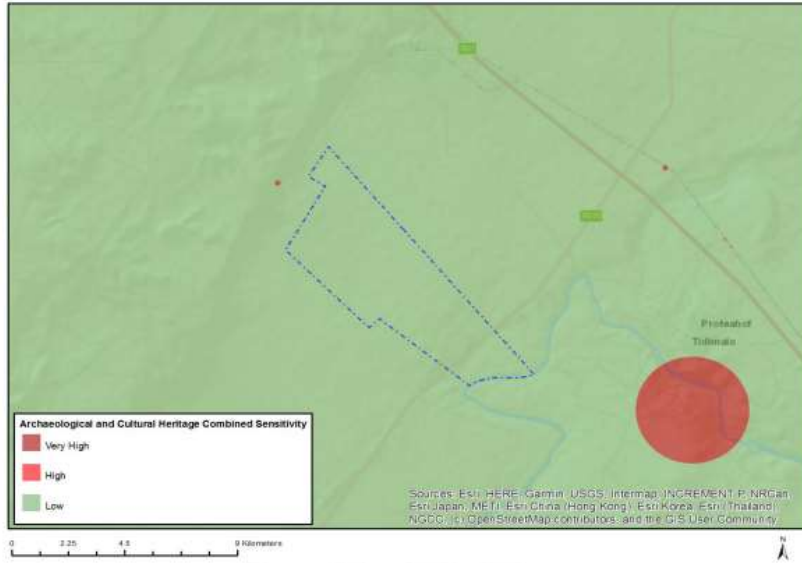 Tollmain
Archaeological and Cultural Heritage Combined Sensitivity
Very High
High
Low
Sources: Esri, HERE, Garmin, USGS, Intermap, INCREMENT P, NRCan,
Esri Japan, METI, Esri China (Hong Kong), Esri Korea, Esri (Thailand),
NGCC, (c) OpenStreetMap contributors, and the GIS User Community
0 2.25 4.5 9 Kilometers
N